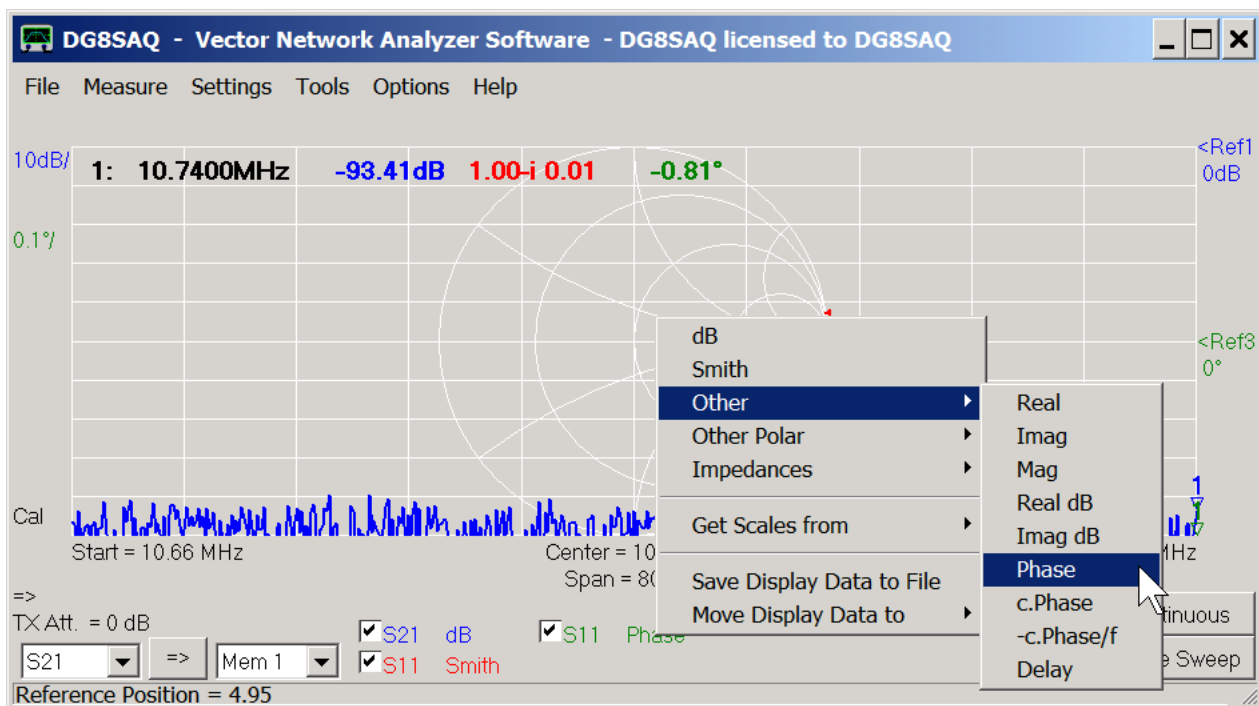 DG8SAQ - Vector Network Analyzer Software - DG8SAQ licensed to DG8SAQ
File Measure Settings Tools Options Help
10dB/ 1: 10.7400MHz -93.41dB 1.00-i 0.01 -0.81° <Ref1
0dB
0.1°/
dB
Smith
<Ref3
0°
Other Real
Other Polar Imag
Impedances Mag
Real dB
1
Cal Get Scales from Imag dB
Start = 10.66 MHz Center = 10 MHz
Span = 80 Phase
Save Display Data to File
=> c.Phase
TX Att. = 0 dB Move Display Data to
S21 dB S11 Phase -c.Phase/f
S21 => Mem 1 S11 Smith Delay Sweep
Reference Position = 4.95